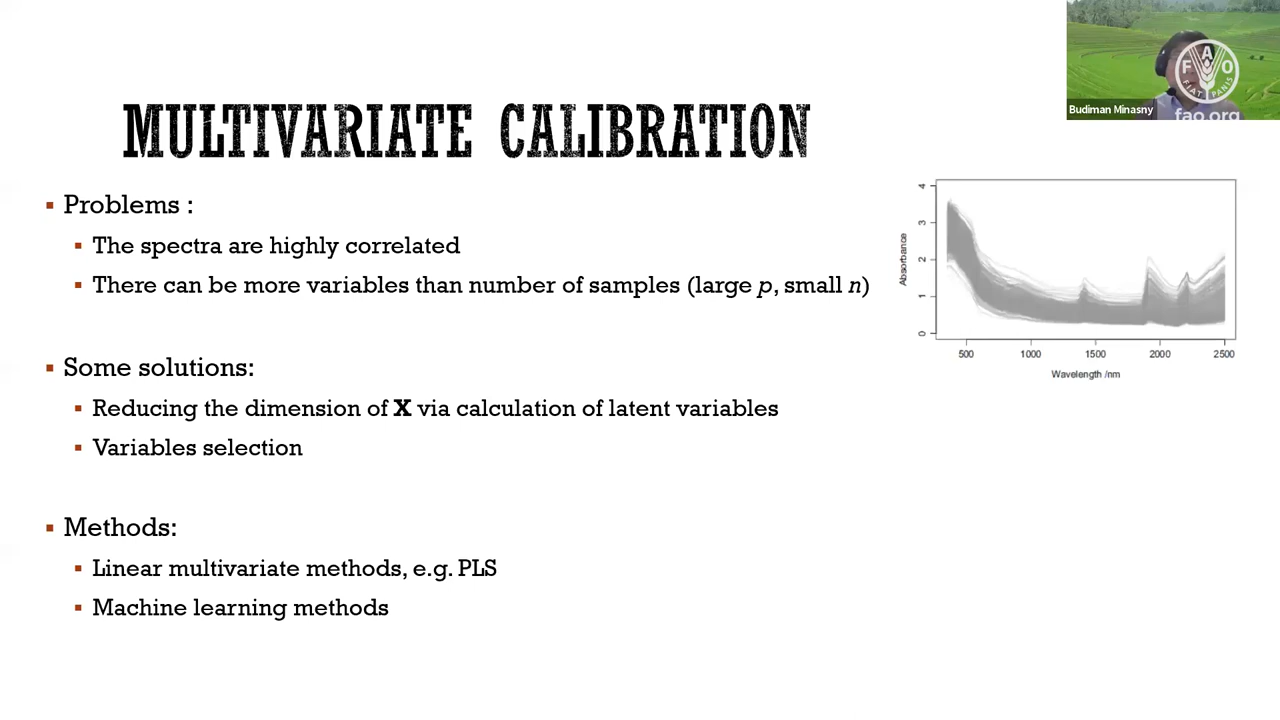 MULTIVARIATE CALIBRATION
Problems :
The spectra are highly correlated
There can be more variables than number of samples (large p, small n)
Some solutions:
Reducing the dimension of X via calculation of latent variables
Variables selection
Methods:
Linear multivariate methods, e.g. PLS
Machine learning methods
F A O
FIAT PANIS
fao.org
Budiman Minasny
Absorbance
4
3
2
1
0
500 1000 1500 2000 2500
Wavelength /nm